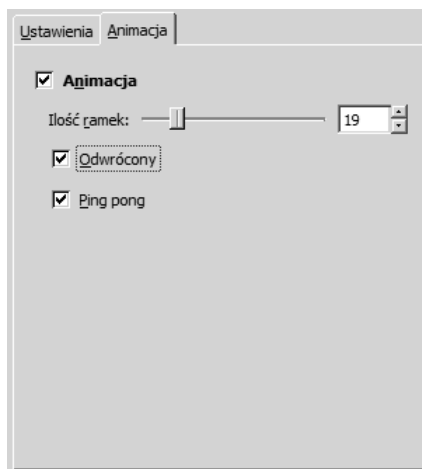 Ustawienia Animacja
Animacja
Ilość ramek: 19
Odwrócony
Ping pong